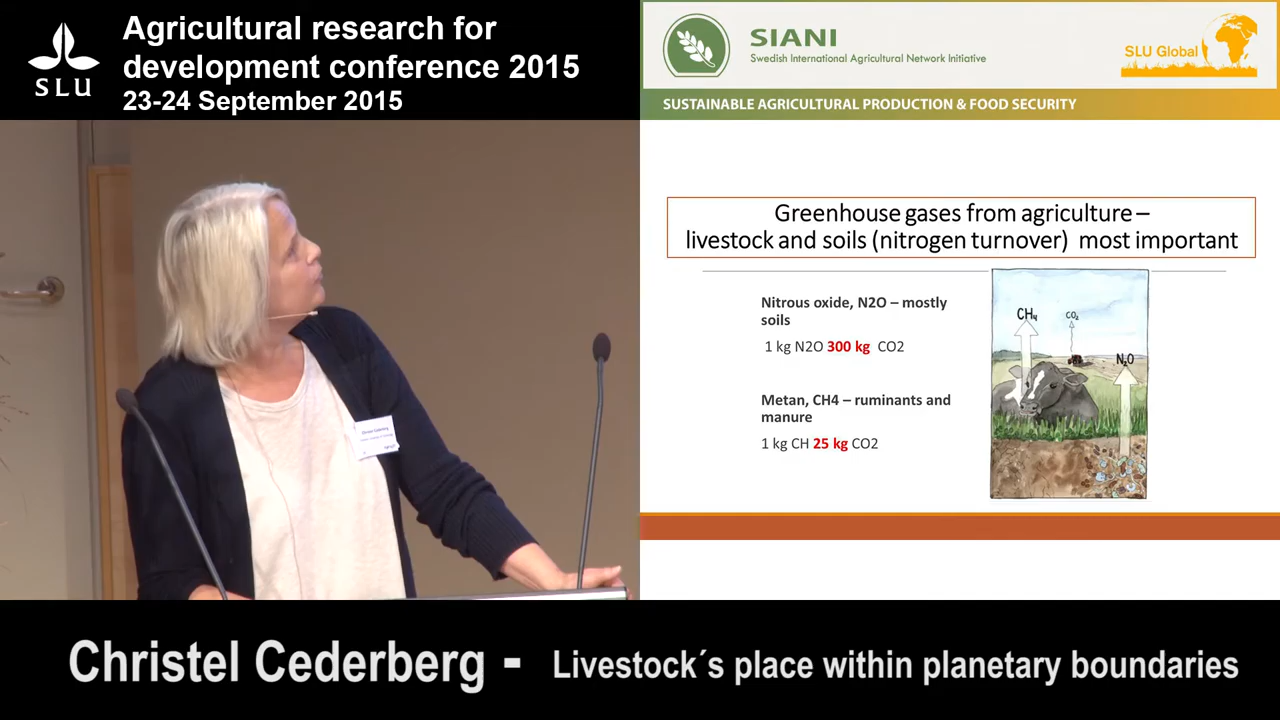 SLU
Agricultural research for
development conference 2015
23-24 September 2015
SIANI
Swedish International Agricultural Network Initiative
SLU Global
SUSTAINABLE AGRICULTURAL PRODUCTION & FOOD SECURITY
Greenhouse gases from agriculture –
livestock and soils (nitrogen turnover) most important
Nitrous oxide, N2O – mostly
soils
1 kg N2O 300 kg CO2
Metan, CH4 – ruminants and
manure
1 kg CH 25 kg CO2
CH4
CO2
N2O
Christel Cederberg
Christel Cederberg - Livestock´s place within planetary boundaries